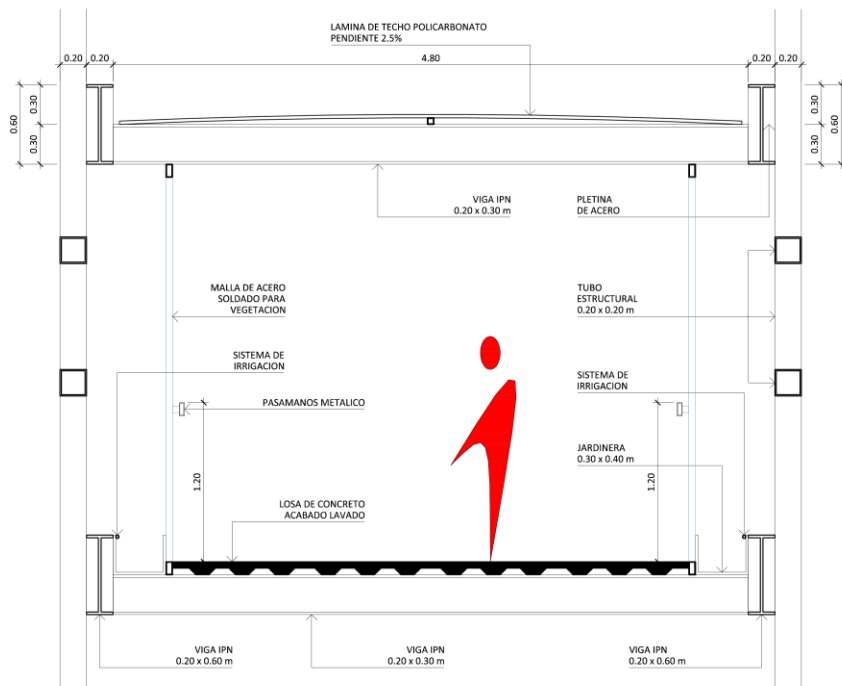 LAMINA DE TECHO POLICARBONATO
PENDIENTE 2.5%
0.20
0.20
4.80
0.20
0.20
0.60
0.30
0.30
0.30
0.30
0.60
VIGA IPN
0.20 x 0.30 m
PLETINA
DE ACERO
MALLA DE ACERO
SOLDADO PARA
VEGETACION
TUBO
ESTRUCTURAL
0.20 x 0.20 m
SISTEMA DE
IRRIGACION
SISTEMA DE
IRRIGACION
PASAMANOS METALICO
JARDINERA
0.30 x 0.40 m
1.20
1.20
LOSA DE CONCRETO
ACABADO LAVADO
VIGA IPN
0.20 x 0.60 m
VIGA IPN
0.20 x 0.30 m
VIGA IPN
0.20 x 0.60 m